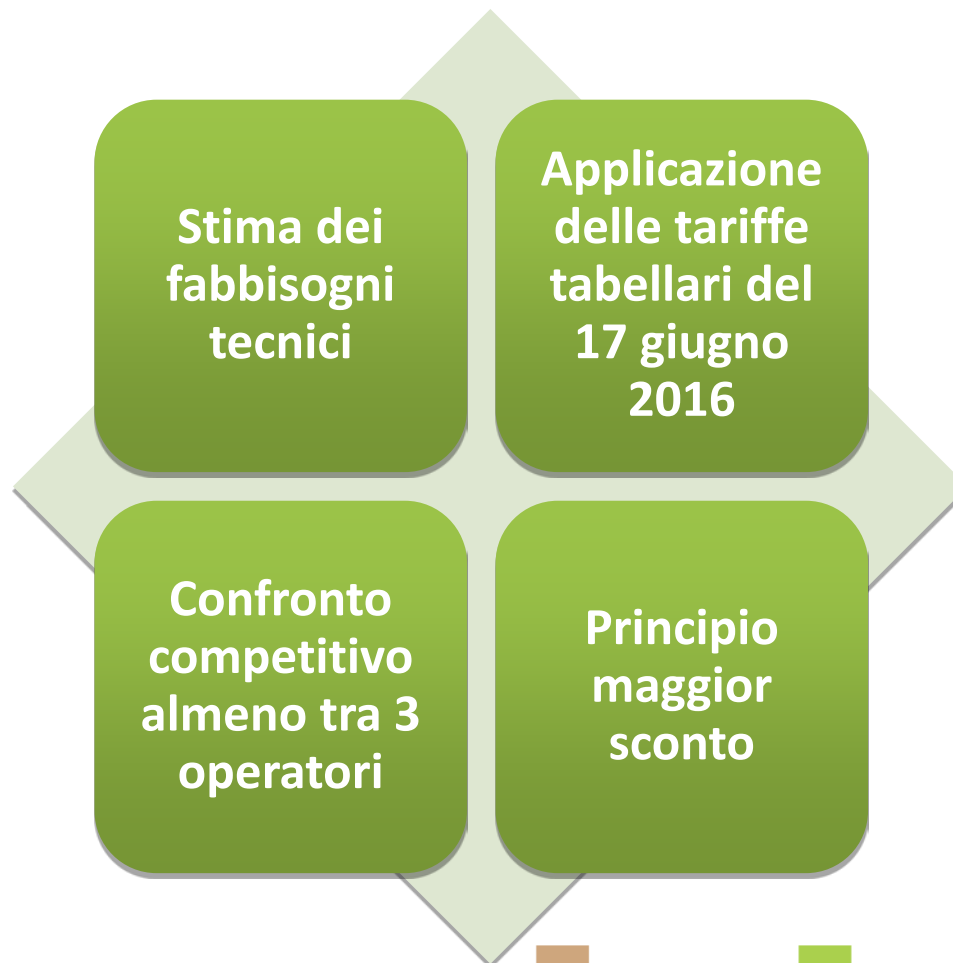 Stima dei
fabbisogni
tecnici
Applicazione
delle tariffe
tabellari del
17 giugno
2016
Confronto
competitivo
almeno tra 3
operatori
Principio
maggior
sconto